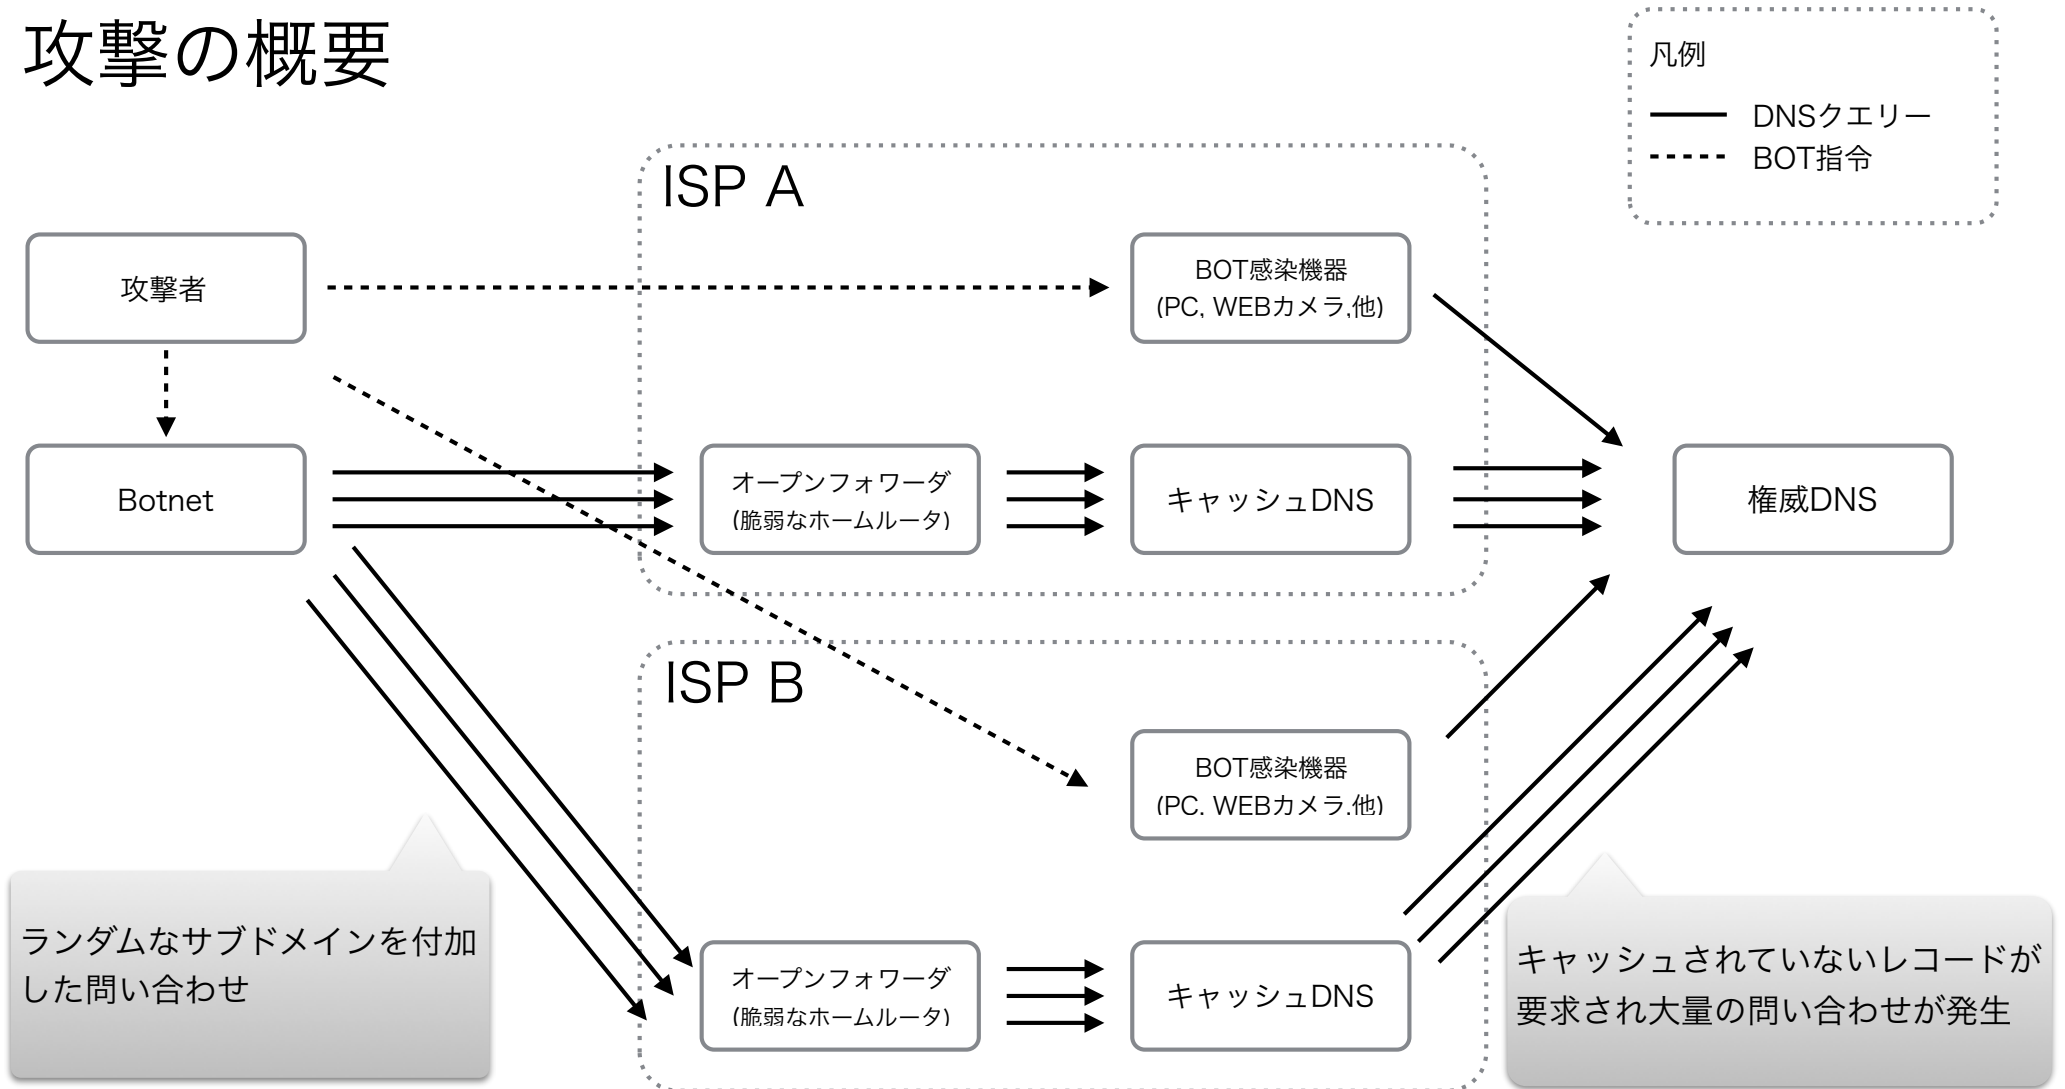 攻撃の概要
凡例
DNSクエリー
BOT指令
ISP A
攻撃者
BOT感染機器
(PC, WEBカメラ,他)
Botnet
オープンフォワーダ
(脆弱なホームルータ)
キャッシュDNS
権威DNS
ISP B
BOT感染機器
(PC, WEBカメラ,他)
ランダムなサブドメインを付加
した問い合わせ
オープンフォワーダ
(脆弱なホームルータ)
キャッシュDNS
キャッシュされていないレコードが
要求され大量の問い合わせが発生